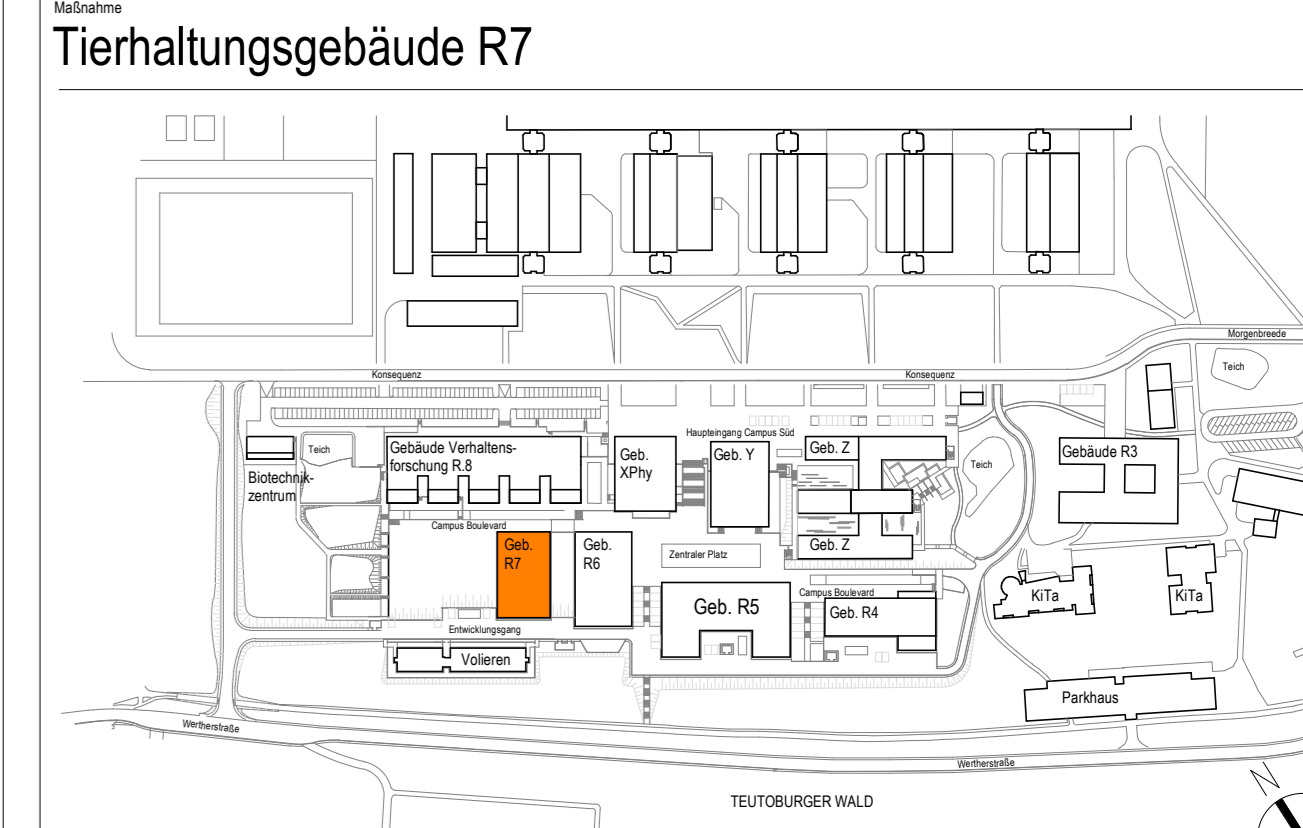 Maßnahme
Tierhaltungsgebäude R7
Morgenbreede
Teich
Konsequenz
Konsequenz
Haupteingang Campus Süd
Teich
Gebäude Verhaltens-
forschung R.8
Geb.
XPhy
Geb. Y
Geb. Z
Teich
Gebäude R3
Biotechnik-
zentrum
Campus Boulevard
Geb.
R7
Geb.
R6
Zentraler Platz
Geb. Z
Geb. R5
Campus Boulevard
Geb. R4
KiTa
KiTa
Entwicklungsgang
Volieren
Parkhaus
Wertherstraße
Wertherstraße
TEUTOBURGER WALD
N